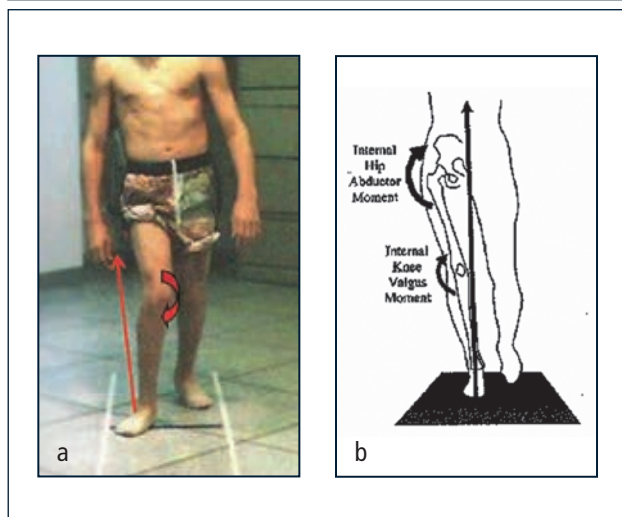 a
Internal
Hip
Abductor
Moment
Internal
Knee
Valgus
Moment
b